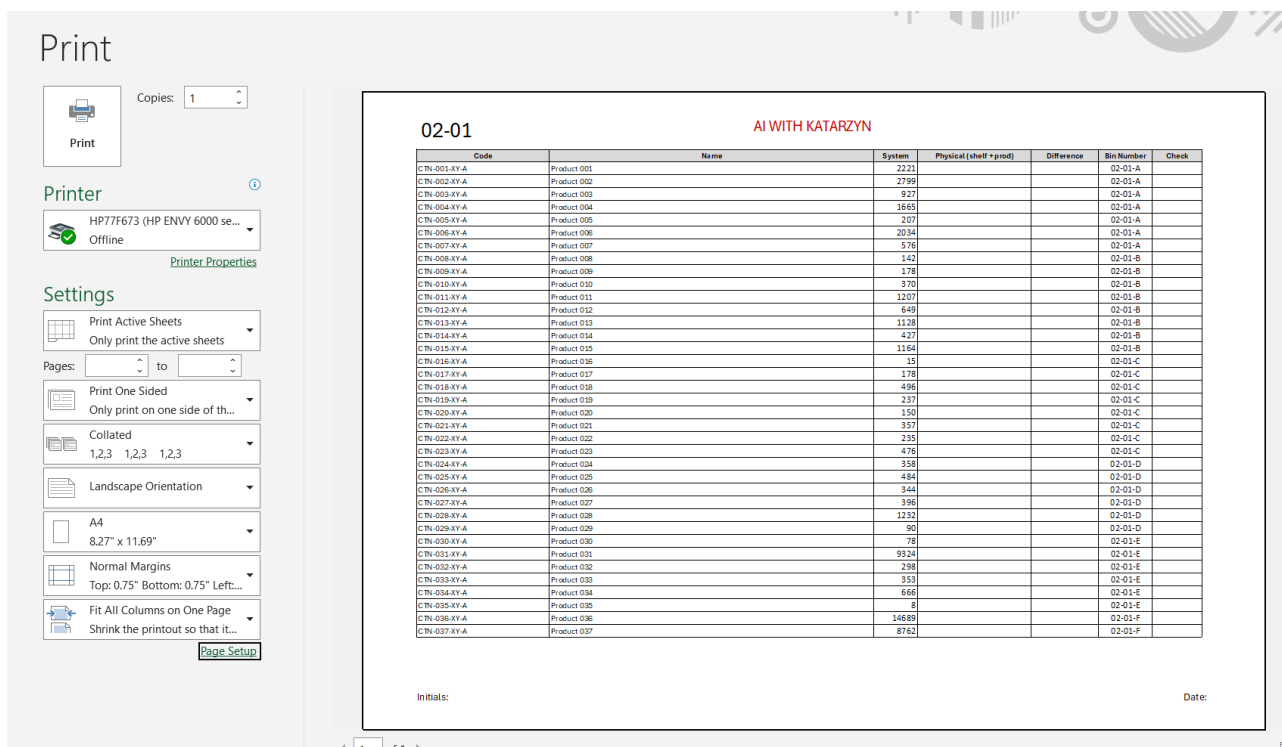 Print
Copies: 1
Print
Printer
HP77F673 (HP ENVY 6000 se...
Offline
Printer Properties
Settings
Print Active Sheets
Only print the active sheets
Pages: to
Print One Sided
Only print on one side of th...
Collated
1,2,3 1,2,3 1,2,3
Landscape Orientation
A4
8.27" x 11.69"
Normal Margins
Top: 0.75" Bottom: 0.75" Left:...
Fit All Columns on One Page
Shrink the printout so that it...
Page Setup
02-01 AI WITH KATARZYN
Code Name System Physical (shelf + prod) Difference Bin Number Check
CTN-001-XY-A Product 001 2221 02-01-A
CTN-002-XY-A Product 002 2799 02-01-A
CTN-003-XY-A Product 003 927 02-01-A
CTN-004-XY-A Product 004 1665 02-01-A
CTN-005-XY-A Product 005 207 02-01-A
CTN-006-XY-A Product 006 2034 02-01-A
CTN-007-XY-A Product 007 576 02-01-A
CTN-008-XY-A Product 008 142 02-01-B
CTN-009-XY-A Product 009 178 02-01-B
CTN-010-XY-A Product 010 370 02-01-B
CTN-011-XY-A Product 011 1207 02-01-B
CTN-012-XY-A Product 012 649 02-01-B
CTN-013-XY-A Product 013 1128 02-01-B
CTN-014-XY-A Product 014 427 02-01-B
CTN-015-XY-A Product 015 1164 02-01-B
CTN-016-XY-A Product 016 15 02-01-C
CTN-017-XY-A Product 017 178 02-01-C
CTN-018-XY-A Product 018 496 02-01-C
CTN-019-XY-A Product 019 237 02-01-C
CTN-020-XY-A Product 020 150 02-01-C
CTN-021-XY-A Product 021 357 02-01-C
CTN-022-XY-A Product 022 235 02-01-C
CTN-023-XY-A Product 023 476 02-01-C
CTN-024-XY-A Product 024 358 02-01-D
CTN-025-XY-A Product 025 484 02-01-D
CTN-026-XY-A Product 026 344 02-01-D
CTN-027-XY-A Product 027 396 02-01-D
CTN-028-XY-A Product 028 1232 02-01-D
CTN-029-XY-A Product 029 90 02-01-D
CTN-030-XY-A Product 030 78 02-01-E
CTN-031-XY-A Product 031 9324 02-01-E
CTN-032-XY-A Product 032 298 02-01-E
CTN-033-XY-A Product 033 353 02-01-E
CTN-034-XY-A Product 034 666 02-01-E
CTN-035-XY-A Product 035 8 02-01-E
CTN-036-XY-A Product 036 14689 02-01-F
CTN-037-XY-A Product 037 8762 02-01-F
Initials: Date: